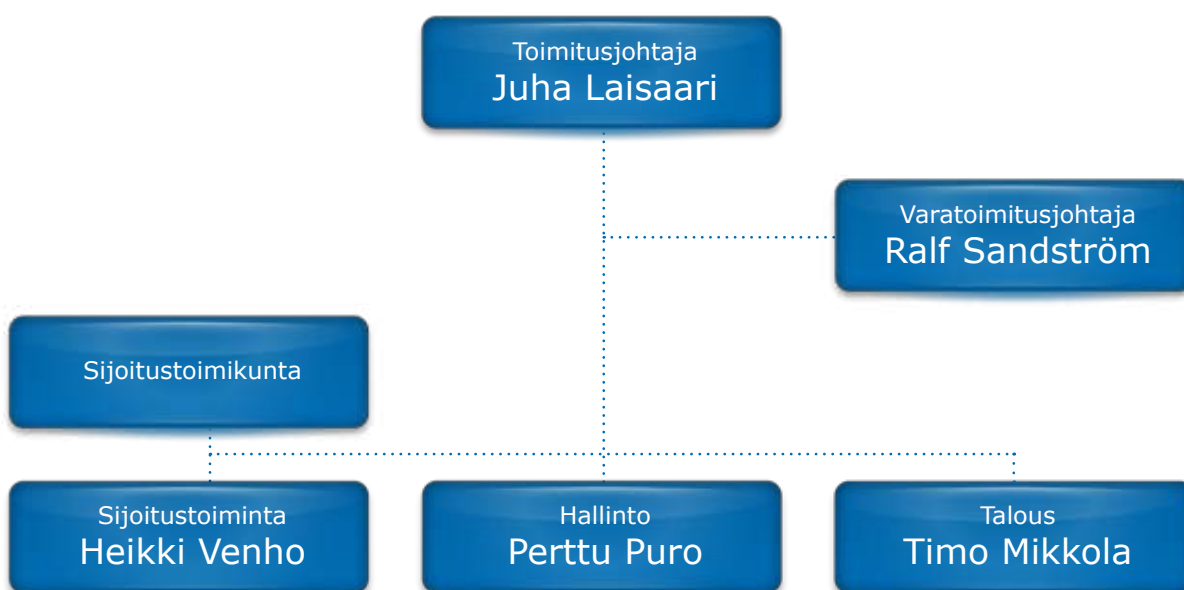 Toimitusjohtaja
Juha Laisaari
Varatoimitusjohtaja
Ralf Sandström
Sijoitustoimikunta
Sijoitustoiminta
Heikki Venho
Hallinto
Perttu Puro
Talous
Timo Mikkola